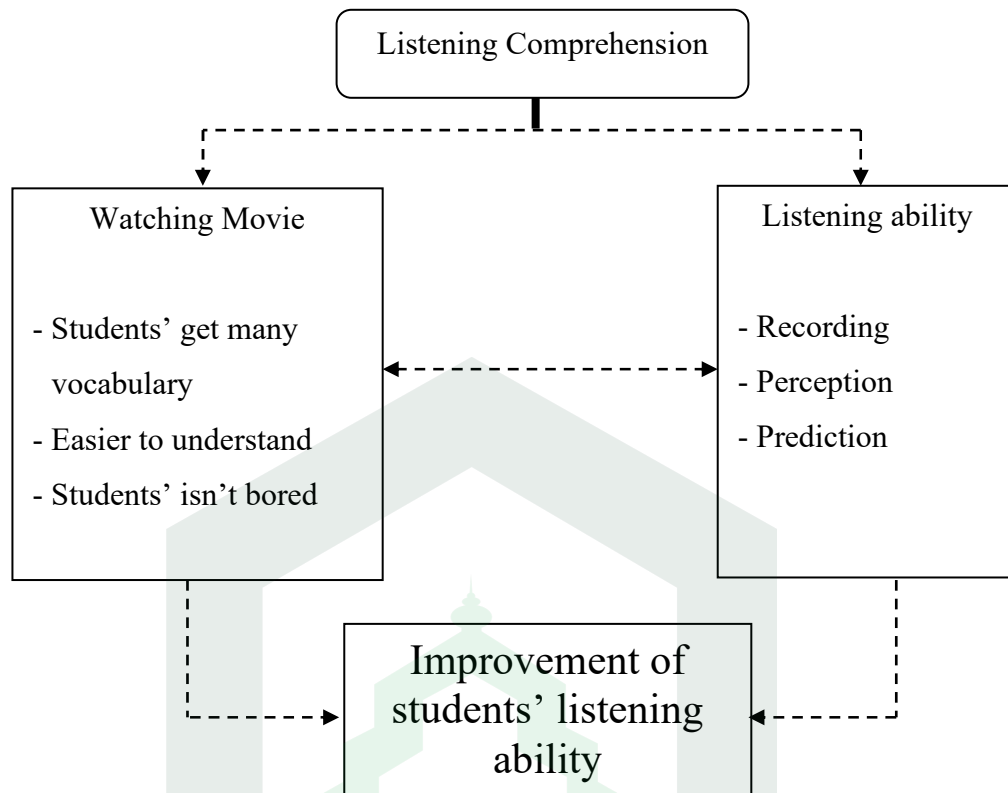 Listening Comprehension
Watching Movie
- Students’ get many
vocabulary
- Easier to understand
- Students’ isn’t bored
Listening ability
- Recording
- Perception
- Prediction
Improvement of
students’ listening
ability